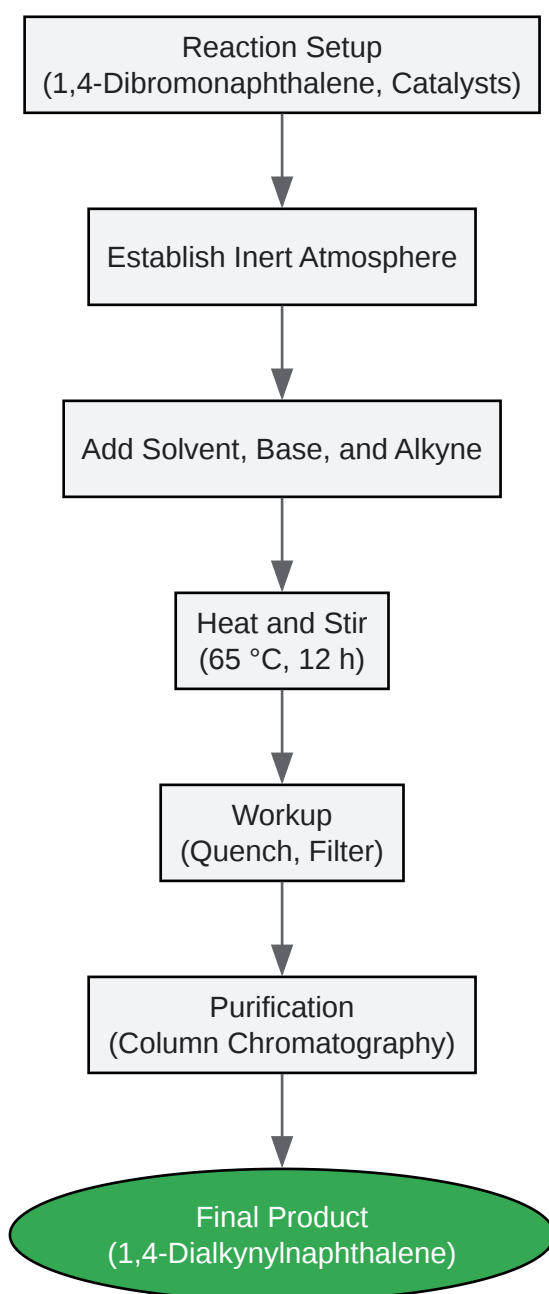 Reaction Setup
(1,4-Dibromonaphthalene, Catalysts)
Establish Inert Atmosphere
Add Solvent, Base, and Alkyne
Heat and Stir
(65 °C, 12 h)
Workup
(Quench, Filter)
Purification
(Column Chromatography)
Final Product
(1,4-Dialkynylnaphthalene)